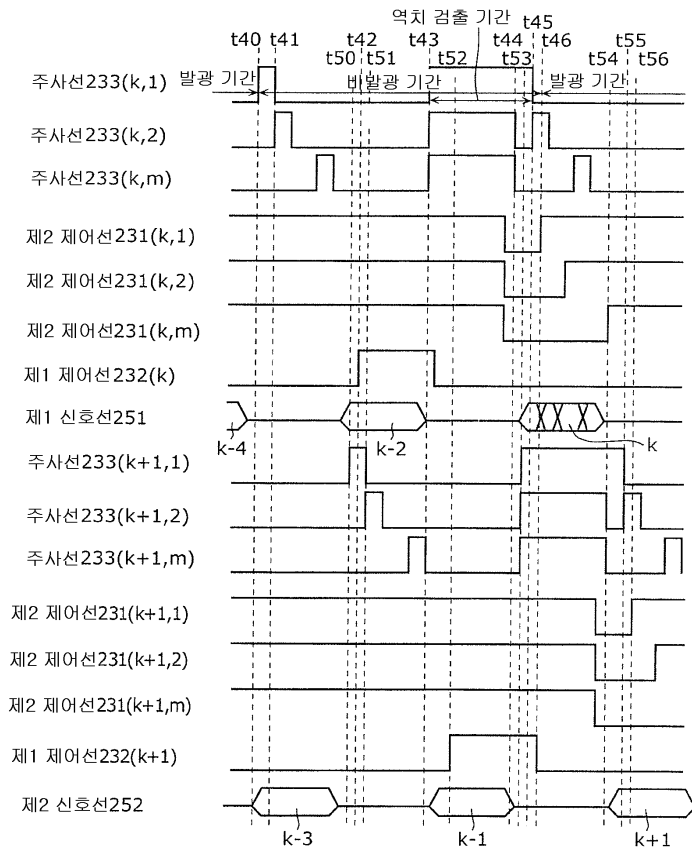 역치 검출 기간
t45
t40 t41 t42 t43 t44 t46 t55
t50 t51 t52 t53 t54 t56
발광 기간 비발광 기간 발광 기간
주사선233(k,1)
주사선233(k,2)
주사선233(k,m)
제2 제어선231(k,1)
제2 제어선231(k,2)
제2 제어선231(k,m)
제1 제어선232(k)
제1 신호선251
k-4 k-2 k
주사선233(k+1,1)
주사선233(k+1,2)
주사선233(k+1,m)
제2 제어선231(k+1,1)
제2 제어선231(k+1,2)
제2 제어선231(k+1,m)
제1 제어선232(k+1)
제2 신호선252
k-3 k-1 k+1